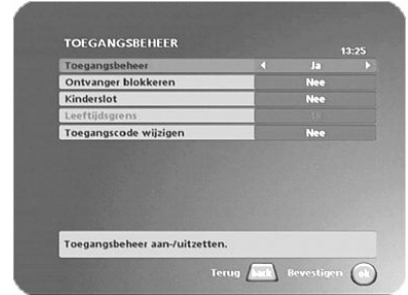 TOEGANGSBEHEER
13:25
Toegangsbeheer Ja
Ontvanger blokkeren Nee
Kinderslot Nee
Leeftijdsgrens
Toegangscode wijzigen Nee
Toegangsbeheer aan-/uitzetten.
Terug back Bevestigen ok